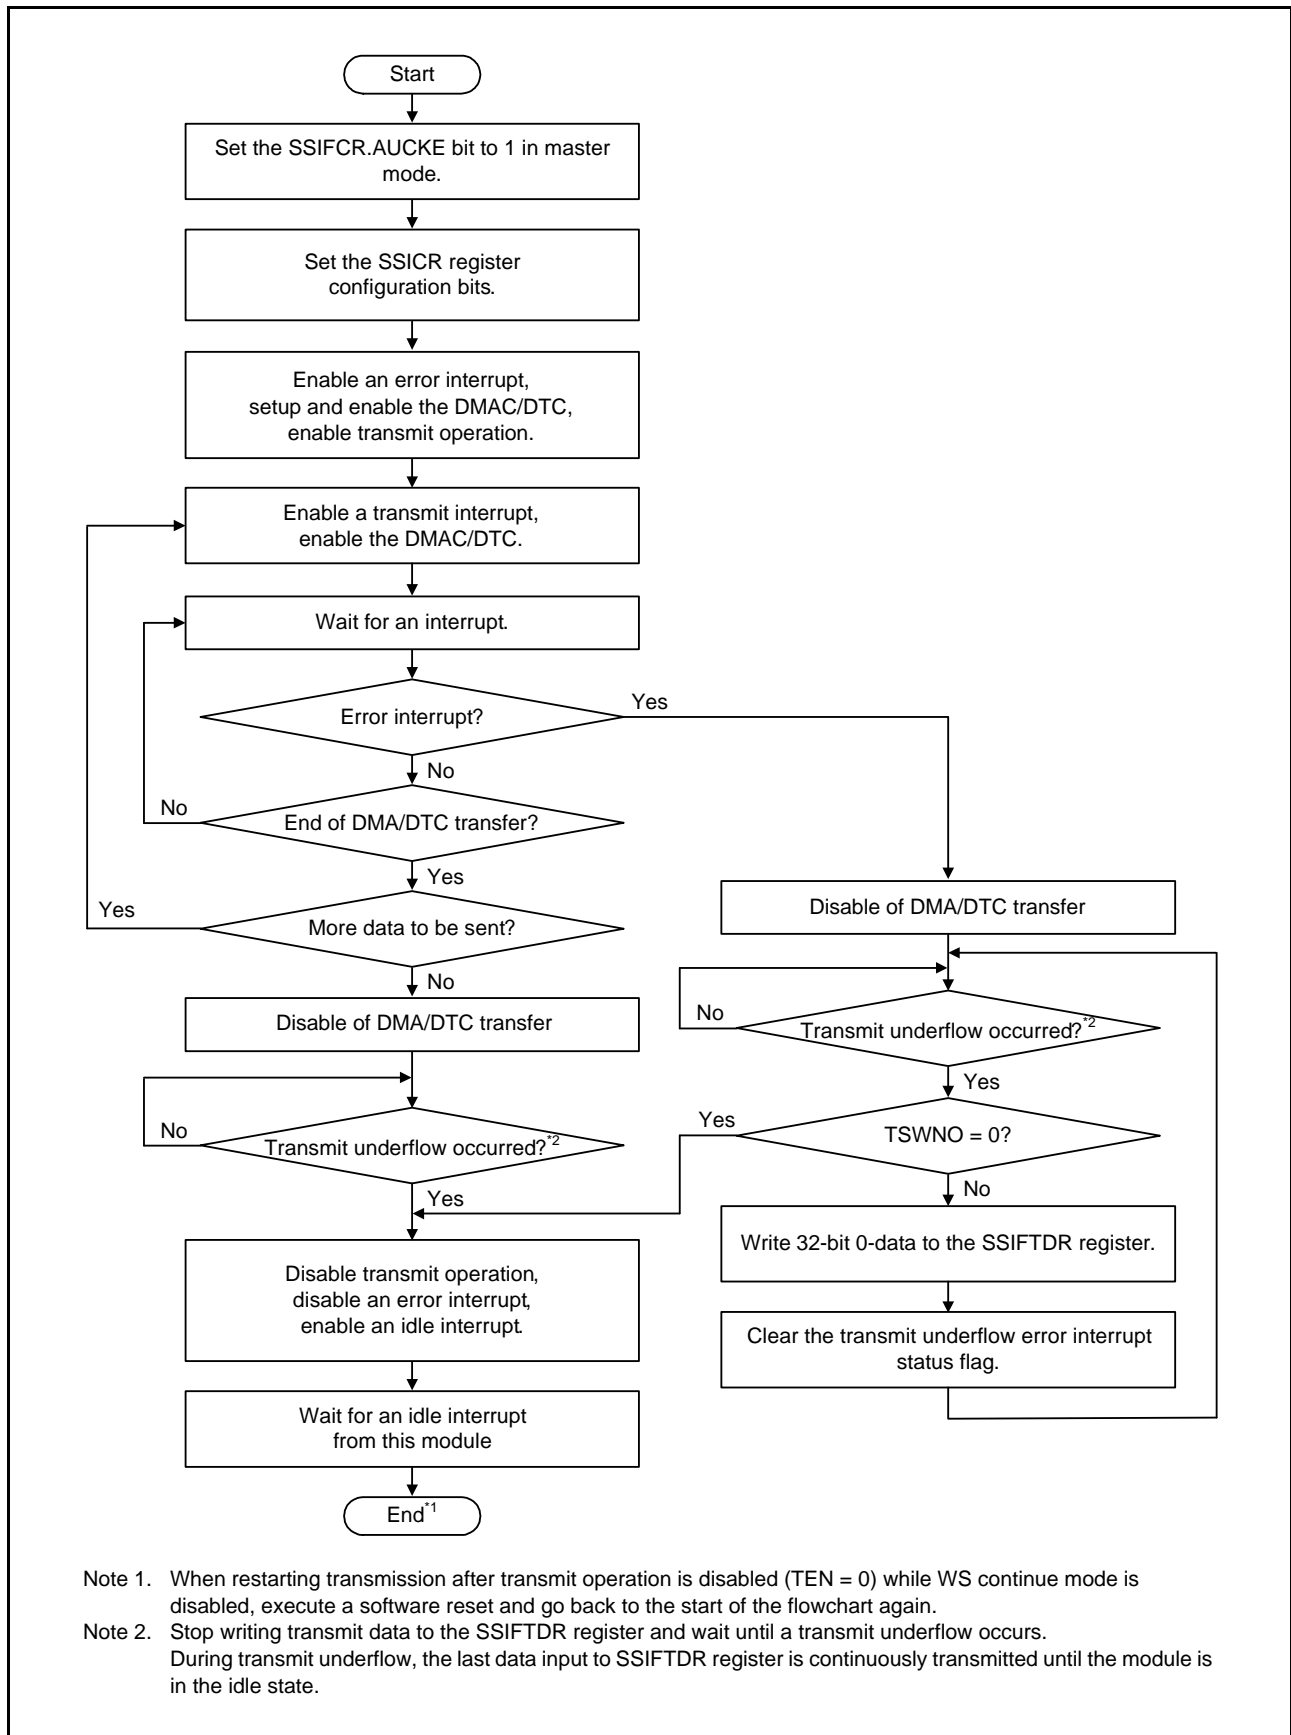 Start
Set the SSIFCR.AUCKE bit to 1 in master
mode.
Set the SSICR register
configuration bits.
Enable an error interrupt,
setup and enable the DMAC/DTC,
enable transmit operation.
Enable a transmit interrupt,
enable the DMAC/DTC.
Wait for an interrupt.
Error interrupt?
Yes
No
No
End of DMA/DTC transfer?
Yes
Yes
More data to be sent?
No
Disable of DMA/DTC transfer
No
Transmit underflow occurred?*2
Yes
Disable of DMA/DTC transfer
No
Transmit underflow occurred?*2
Yes
Yes
TSWNO = 0?
No
Write 32-bit 0-data to the SSIFTDR register.
Clear the transmit underflow error interrupt
status flag.
Disable transmit operation,
disable an error interrupt,
enable an idle interrupt.
Wait for an idle interrupt
from this module
End*1
Note 1. When restarting transmission after transmit operation is disabled (TEN = 0) while WS continue mode is
disabled, execute a software reset and go back to the start of the flowchart again.
Note 2. Stop writing transmit data to the SSIFTDR register and wait until a transmit underflow occurs.
During transmit underflow, the last data input to SSIFTDR register is continuously transmitted until the module is
in the idle state.